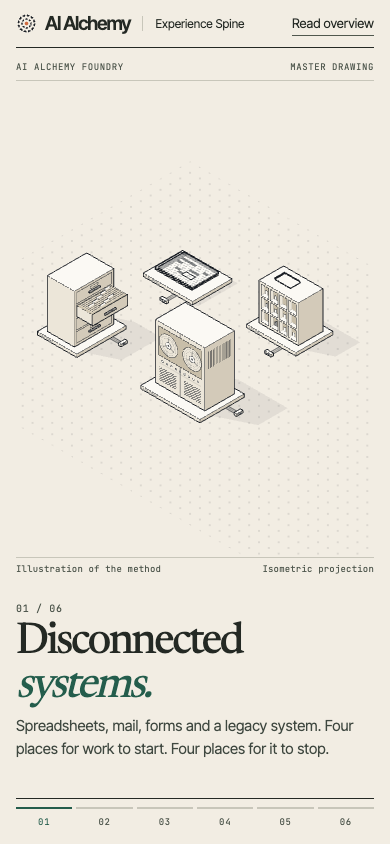 AI Alchemy
Experience Spine
Read overview
AI ALCHEMY FOUNDRY
MASTER DRAWING
Illustration of the method
Isometric projection
01 / 06
Disconnected
systems.
Spreadsheets, mail, forms and a legacy system. Four
places for work to start. Four places for it to stop.
01 02 03 04 05 06